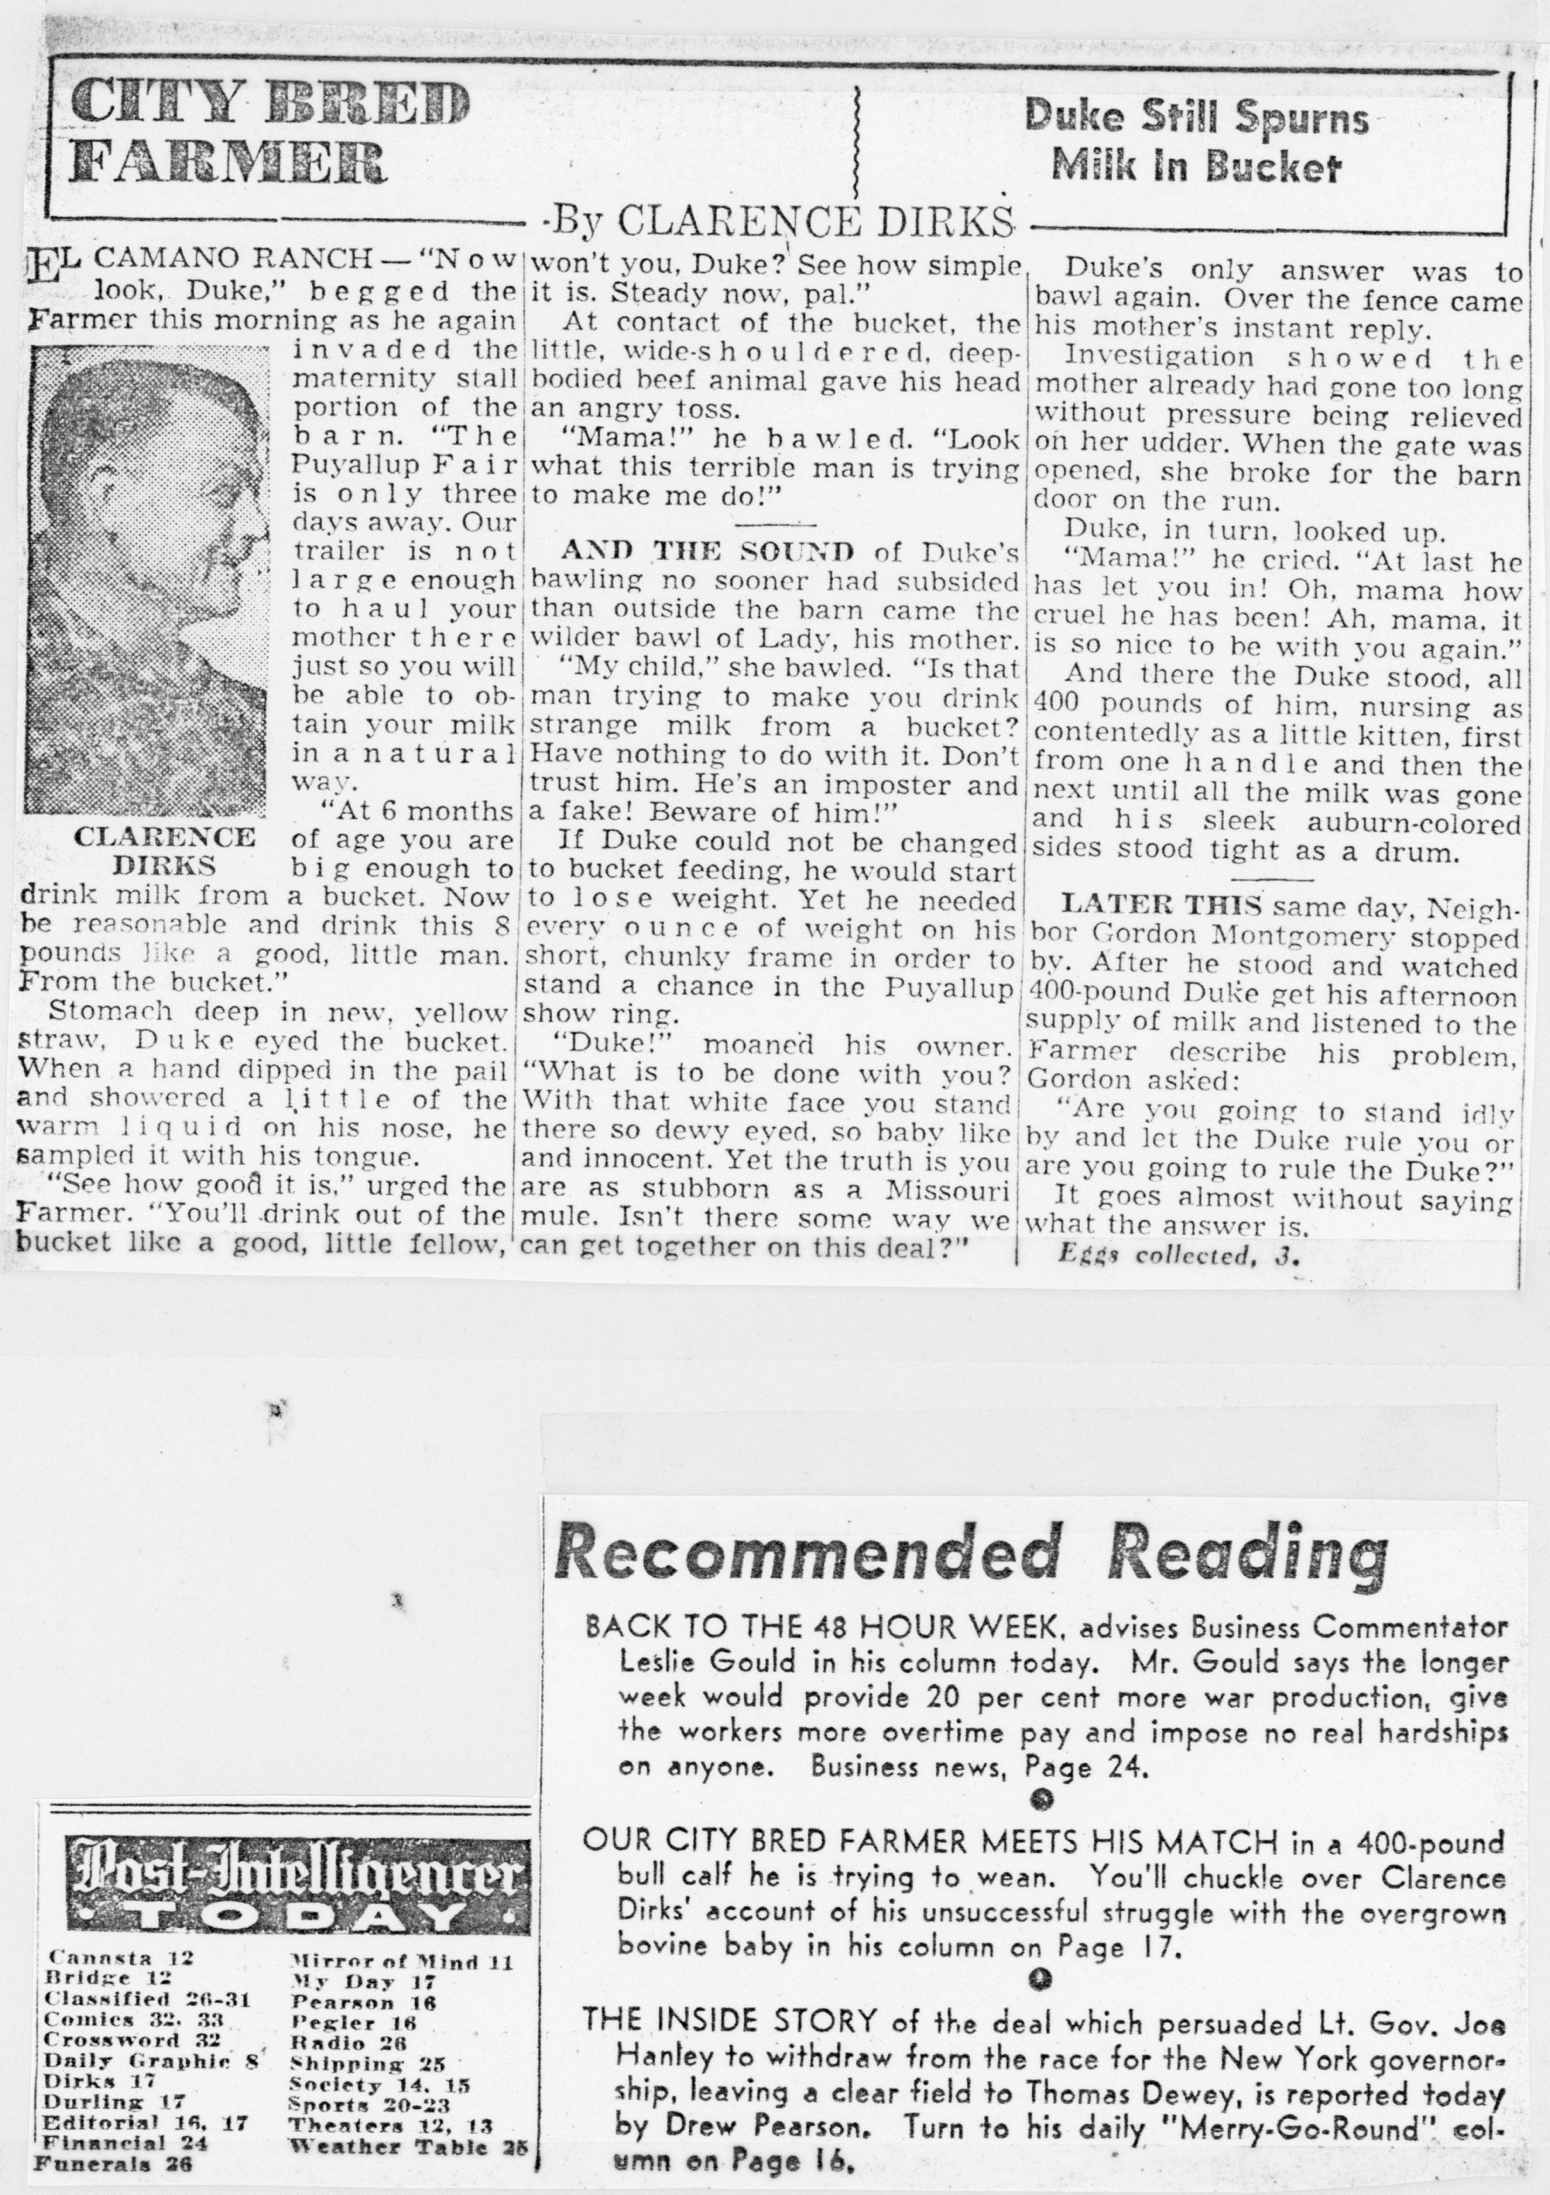 CITY BRED
FARMER
Duke Still Spurns
Milk In Bucket
By CLARENCE DIRKS
EL CAMANO RANCH — "Now
look, Duke," begged the
Farmer this morning as he again
invaded the
maternity stall
portion of the
barn. "The
Puyallup Fair
is only three
days away. Our
trailer is not
large enough
to haul your
mother there
just so you will
be able to ob-
tain your milk
in a natural
way.
"At 6 months
of age you are
big enough to
CLARENCE
DIRKS
drink milk from a bucket. Now
be reasonable and drink this 8
pounds like a good, little man.
From the bucket."
Stomach deep in new, yellow
straw, Duke eyed the bucket.
When a hand dipped in the pail
and showered a little of the
warm liquid on his nose, he
sampled it with his tongue.
"See how good it is," urged the
Farmer. "You'll drink out of the
bucket like a good, little fellow,
won't you, Duke? See how simple
it is. Steady now, pal."
At contact of the bucket, the
little, wide-shouldered, deep-
bodied beef animal gave his head
an angry toss.
"Mama!" he bawled. "Look
what this terrible man is trying
to make me do!"
AND THE SOUND of Duke's
bawling no sooner had subsided
than outside the barn came the
wilder bawl of Lady, his mother.
"My child," she bawled. "Is that
man trying to make you drink
strange milk from a bucket?
Have nothing to do with it. Don't
trust him. He's an imposter and
a fake! Beware of him!"
If Duke could not be changed
to bucket feeding, he would start
to lose weight. Yet he needed
every ounce of weight on his
short, chunky frame in order to
stand a chance in the Puyallup
show ring.
"Duke!" moaned his owner.
"What is to be done with you?
With that white face you stand
there so dewy eyed, so baby like
and innocent. Yet the truth is you
are as stubborn as a Missouri
mule. Isn't there some way we
can get together on this deal?"
Duke's only answer was to
bawl again. Over the fence came
his mother's instant reply.
Investigation showed the
mother already had gone too long
without pressure being relieved
on her udder. When the gate was
opened, she broke for the barn
door on the run.
Duke, in turn, looked up.
"Mama!" he cried. "At last he
has let you in! Oh, mama how
cruel he has been! Ah, mama, it
is so nice to be with you again."
And there the Duke stood, all
400 pounds of him, nursing as
contentedly as a little kitten, first
from one handle and then the
next until all the milk was gone
and his sleek auburn-colored
sides stood tight as a drum.
LATER THIS same day, Neigh-
bor Gordon Montgomery stopped
by. After he stood and watched
400-pound Duke get his afternoon
supply of milk and listened to the
Farmer describe his problem,
Gordon asked:
"Are you going to stand idly
by and let the Duke rule you or
are you going to rule the Duke?"
It goes almost without saying
what the answer is.
Eggs collected, 3.
Post-Intelligencer
TODAY
Canasta 12
Bridge 12
Classified 26-31
Comics 32, 33
Crossword 32
Daily Graphic 8
Dirks 17
Durling 17
Editorial 16, 17
Financial 24
Funerals 26
Mirror of Mind 11
My Day 17
Pearson 16
Pegler 16
Radio 26
Shipping 25
Society 14, 15
Sports 20-23
Theaters 12, 13
Weather Table 25
Recommended Reading
BACK TO THE 48 HOUR WEEK, advises Business Commentator
Leslie Gould in his column today. Mr. Gould says the longer
week would provide 20 per cent more war production, give
the workers more overtime pay and impose no real hardships
on anyone. Business news, Page 24.
OUR CITY BRED FARMER MEETS HIS MATCH in a 400-pound
bull calf he is trying to wean. You'll chuckle over Clarence
Dirks' account of his unsuccessful struggle with the overgrown
bovine baby in his column on Page 17.
THE INSIDE STORY of the deal which persuaded Lt. Gov. Joe
Hanley to withdraw from the race for the New York governor-
ship, leaving a clear field to Thomas Dewey, is reported today
by Drew Pearson. Turn to his daily "Merry-Go-Round" col-
umn on Page 16.